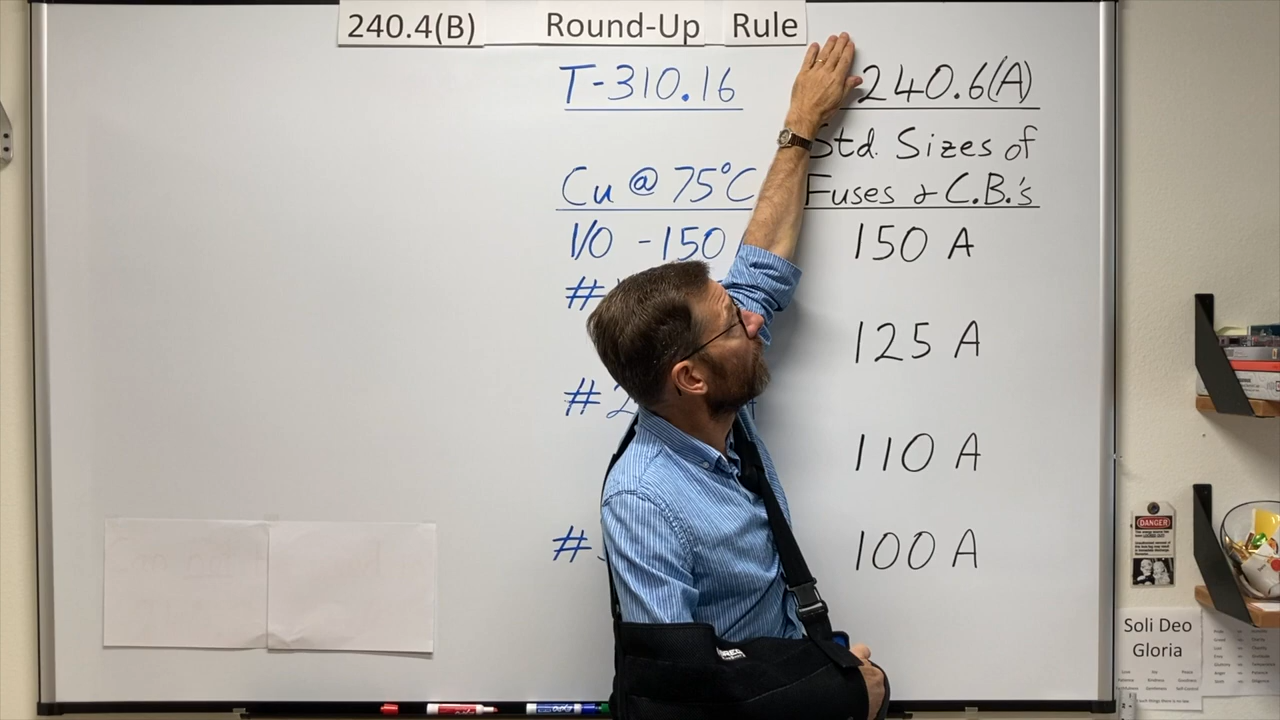 240.4(B) Round-Up Rule
T-310.16
240.6(A)
Std. Sizes of
Fuses & C.B.'s
Cu @ 75°C
1/0 - 150
150 A
#
125 A
#2
110 A
#
100 A
DANGER
Soli Deo
Gloria